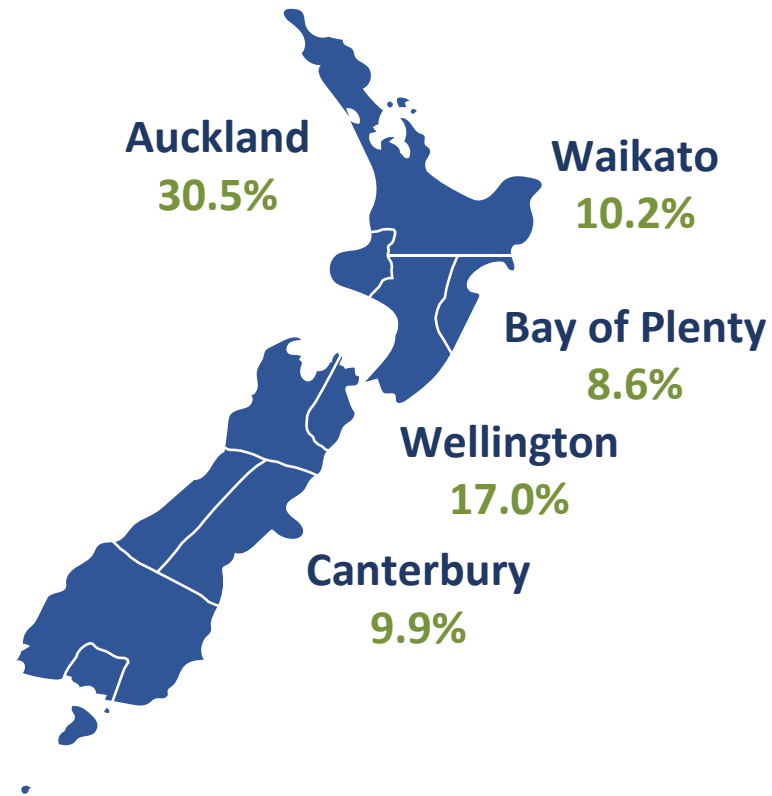 Auckland
30.5%
Waikato
10.2%
Bay of Plenty
8.6%
Wellington
17.0%
Canterbury
9.9%